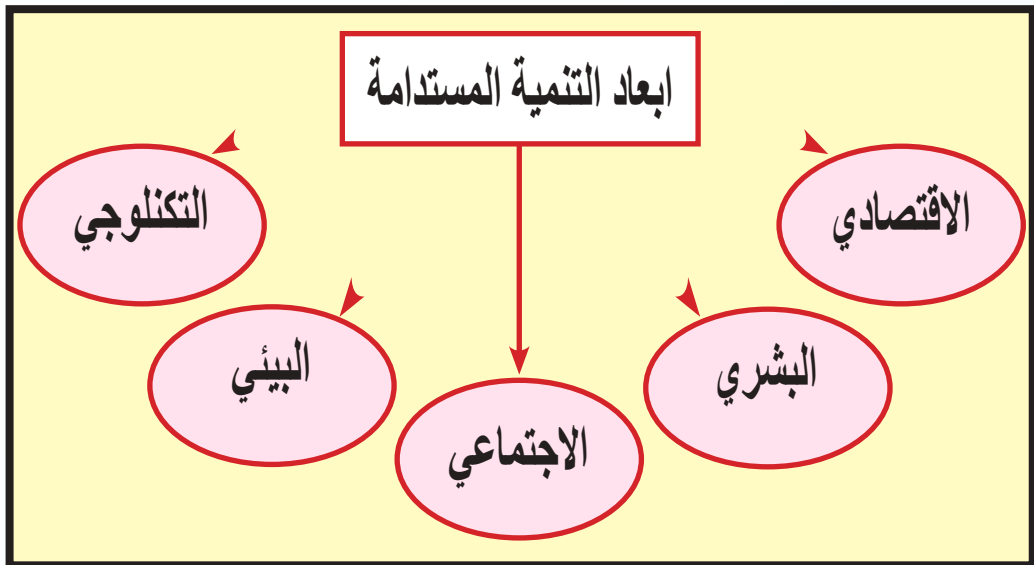 ابعاد التنمية المستدامة
الاقتصادي
البشري
الاجتماعي
البيئي
التكنلوجي